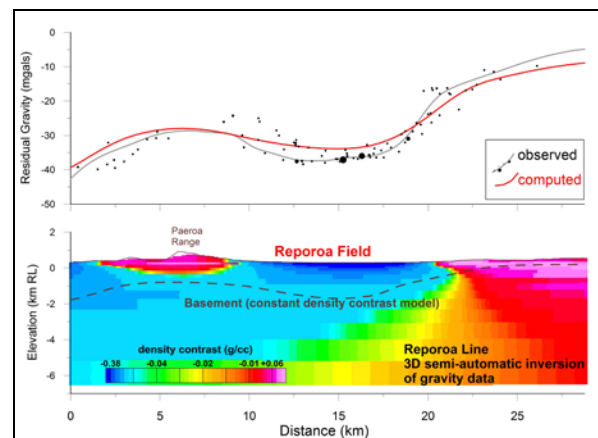 0
-10
-20
-30
-40
-50
Residual Gravity (mgals)
observed
computed
2
0
-2
-4
-6
Elevation (km RL)
Paeroa
Range
Reporoa Field
Basement (constant density contrast model)
density contrast (g/cc)
-0.38 -0.04 -0.02 -0.01 +0.06
Reporoa Line
3D semi-automatic inversion
of gravity data
0 5 10 15 20 25
Distance (km)